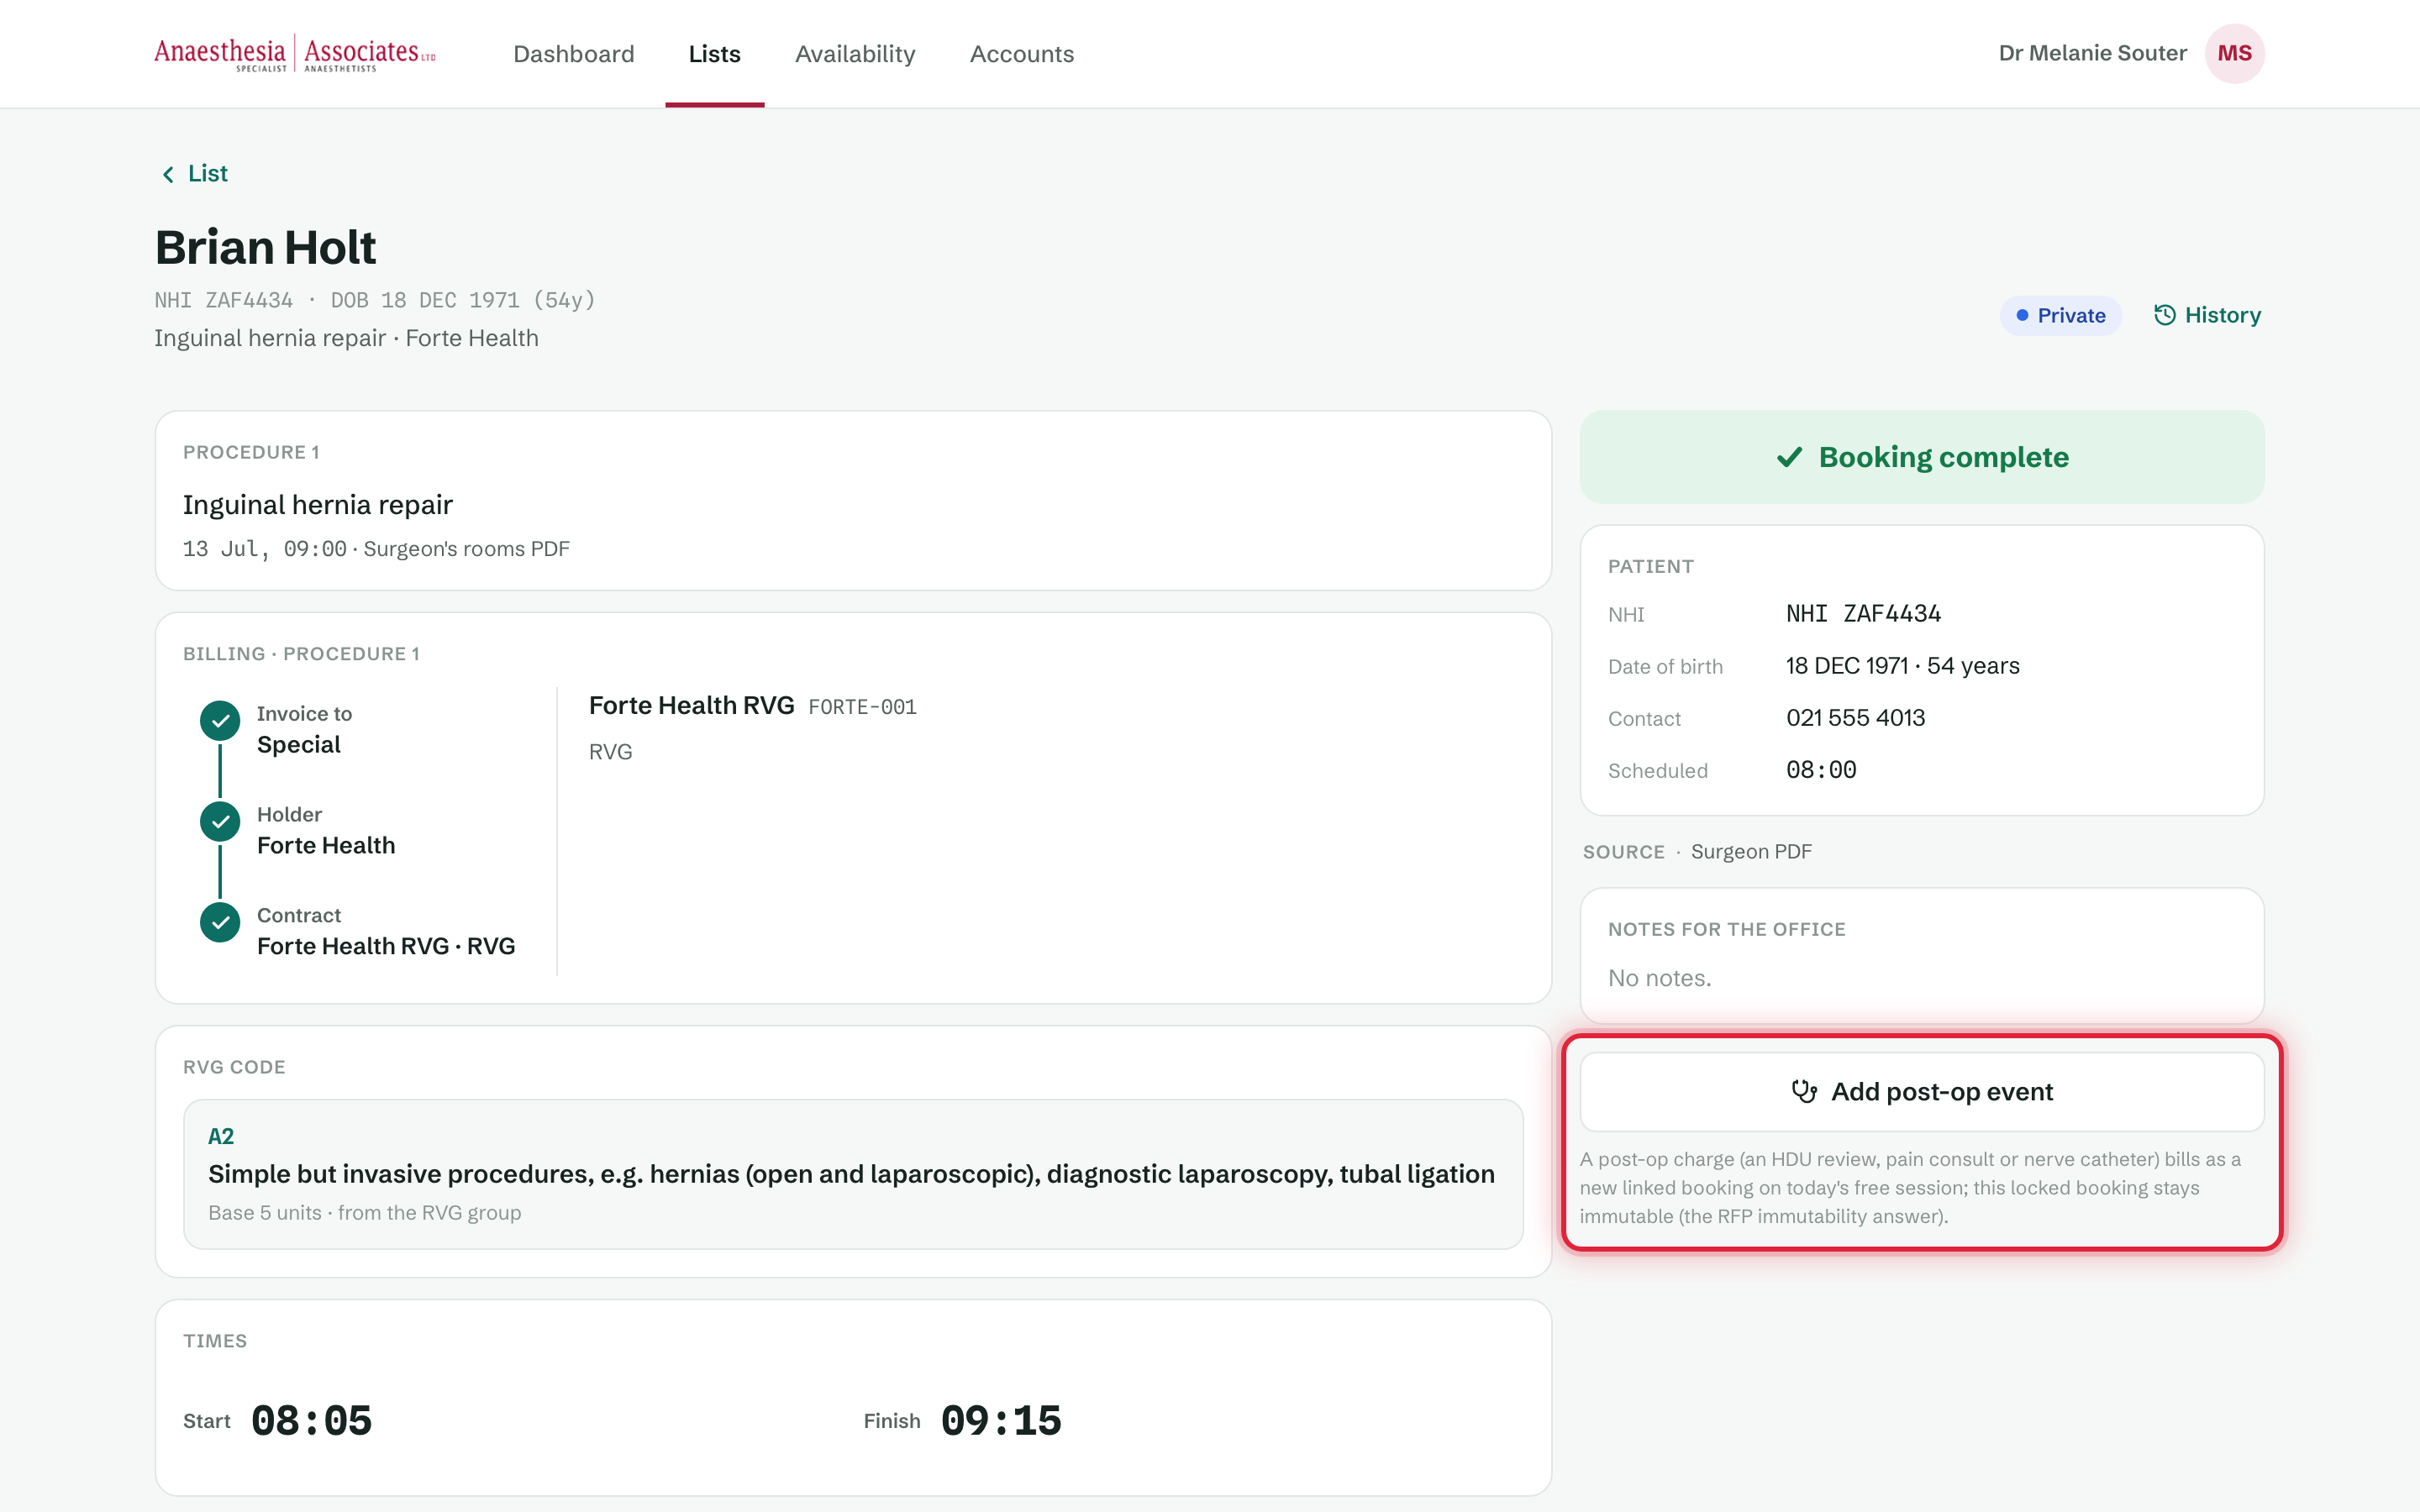 Anaesthesia Associates LTD
SPECIALIST ANAESTHETISTS
Dashboard
Lists
Availability
Accounts
Dr Melanie Souter
MS
List
Brian Holt
NHI ZAF4434 · DOB 18 DEC 1971 (54y)
Inguinal hernia repair · Forte Health
Private
History
PROCEDURE 1
Inguinal hernia repair
13 Jul, 09:00 · Surgeon's rooms PDF
BILLING · PROCEDURE 1
Invoice to
Special
Holder
Forte Health
Contract
Forte Health RVG · RVG
Forte Health RVG FORTE-001
RVG
RVG CODE
A2
Simple but invasive procedures, e.g. hernias (open and laparoscopic), diagnostic laparoscopy, tubal ligation
Base 5 units · from the RVG group
TIMES
Start 08:05
Finish 09:15
Booking complete
PATIENT
NHI NHI ZAF4434
Date of birth 18 DEC 1971 · 54 years
Contact 021 555 4013
Scheduled 08:00
SOURCE · Surgeon PDF
NOTES FOR THE OFFICE
No notes.
Add post-op event
A post-op charge (an HDU review, pain consult or nerve catheter) bills as a
new linked booking on today's free session; this locked booking stays
immutable (the RFP immutability answer).